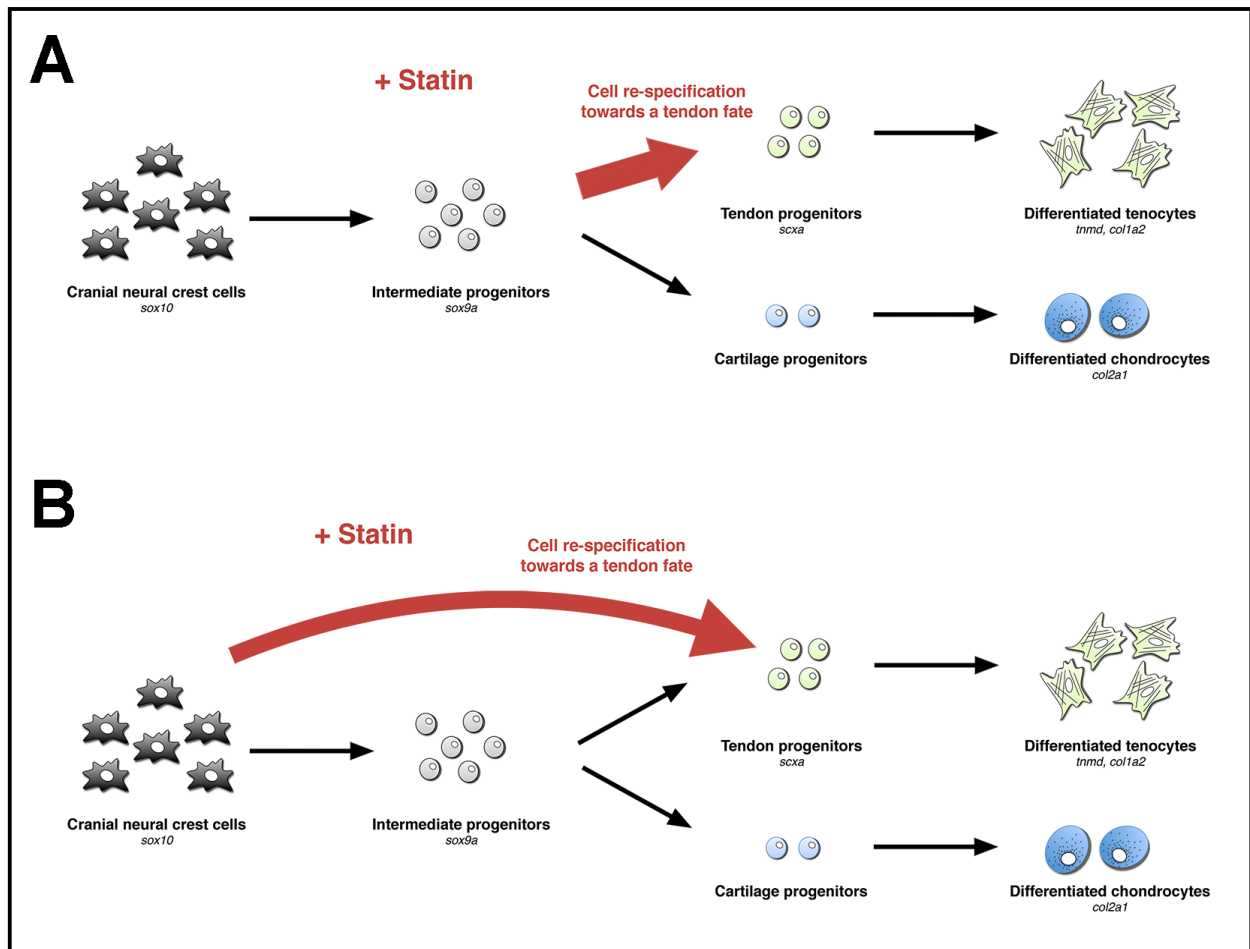 A
+ Statin
Cell re-specification
towards a tendon fate
Cranial neural crest cells
sox10
Intermediate progenitors
sox9a
Tendon progenitors
scxa
Differentiated tenocytes
tnmd, col1a2
Cartilage progenitors
Differentiated chondrocytes
col2a1
B
+ Statin
Cell re-specification
towards a tendon fate
Cranial neural crest cells
sox10
Intermediate progenitors
sox9a
Tendon progenitors
scxa
Differentiated tenocytes
tnmd, col1a2
Cartilage progenitors
Differentiated chondrocytes
col2a1